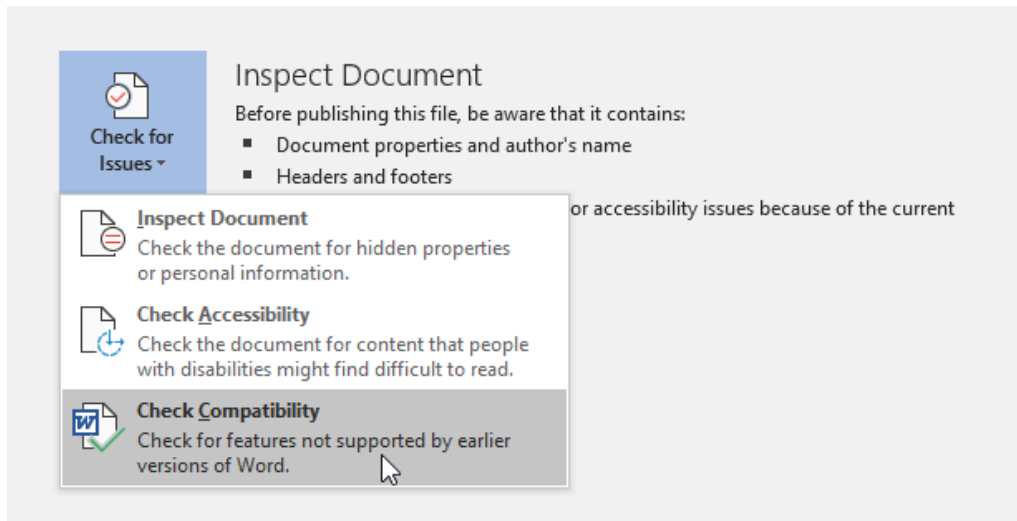 Inspect Document
Before publishing this file, be aware that it contains:
Check for
Issues
Document properties and author's name
Headers and footers
or accessibility issues because of the current
Inspect Document
Check the document for hidden properties
or personal information.
Check Accessibility
Check the document for content that people
with disabilities might find difficult to read.
Check Compatibility
Check for features not supported by earlier
versions of Word.